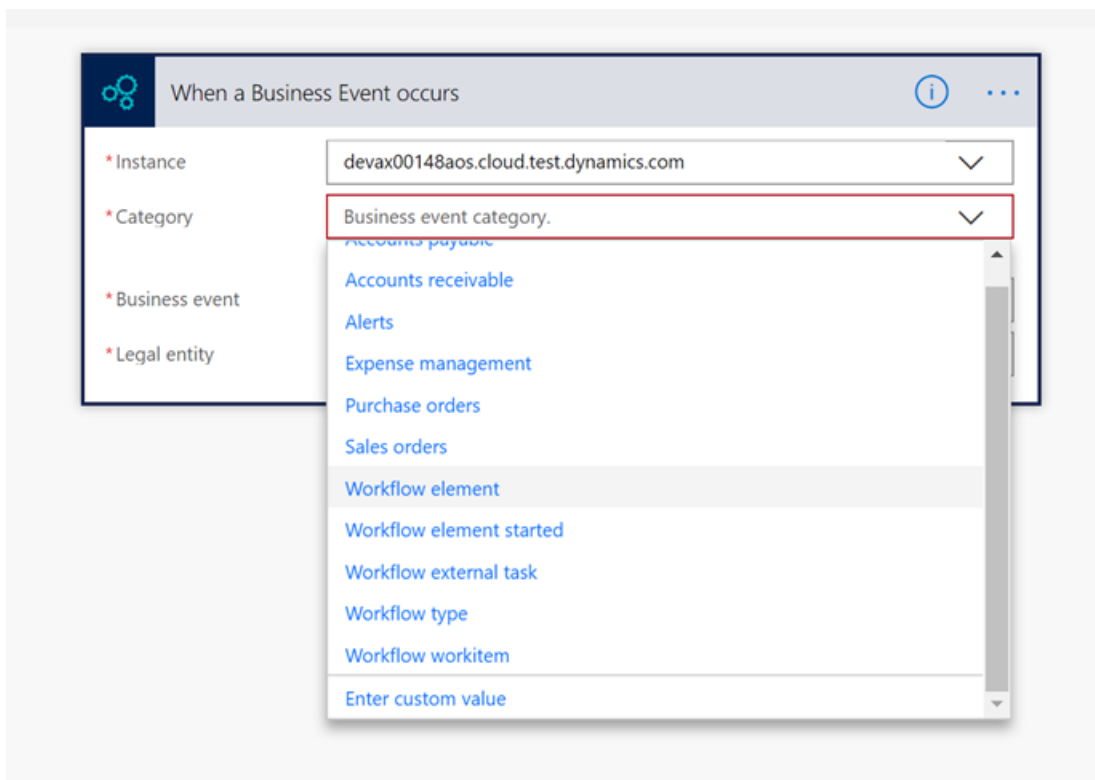 When a Business Event occurs
* Instance devax00148aos.cloud.test.dynamics.com
* Category Business event category.
Accounts payable
Accounts receivable
* Business event
Alerts
* Legal entity
Expense management
Purchase orders
Sales orders
Workflow element
Workflow element started
Workflow external task
Workflow type
Workflow workitem
Enter custom value